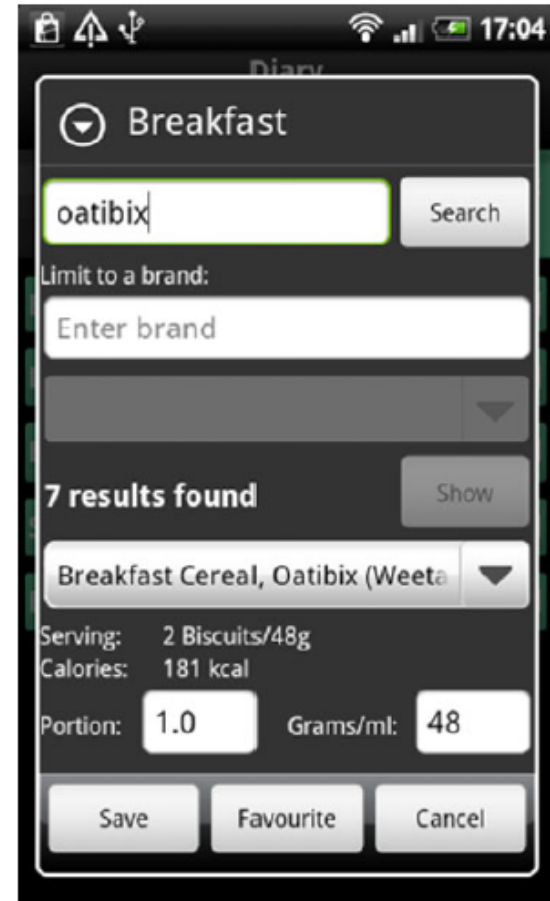 17:04
Diary
Breakfast
oatibix
Search
Limit to a brand:
Enter brand
7 results found
Show
Breakfast Cereal, Oatibix (Weeta
Serving: 2 Biscuits/48g
Calories: 181 kcal
Portion: 1.0 Grams/ml: 48
Save Favourite Cancel